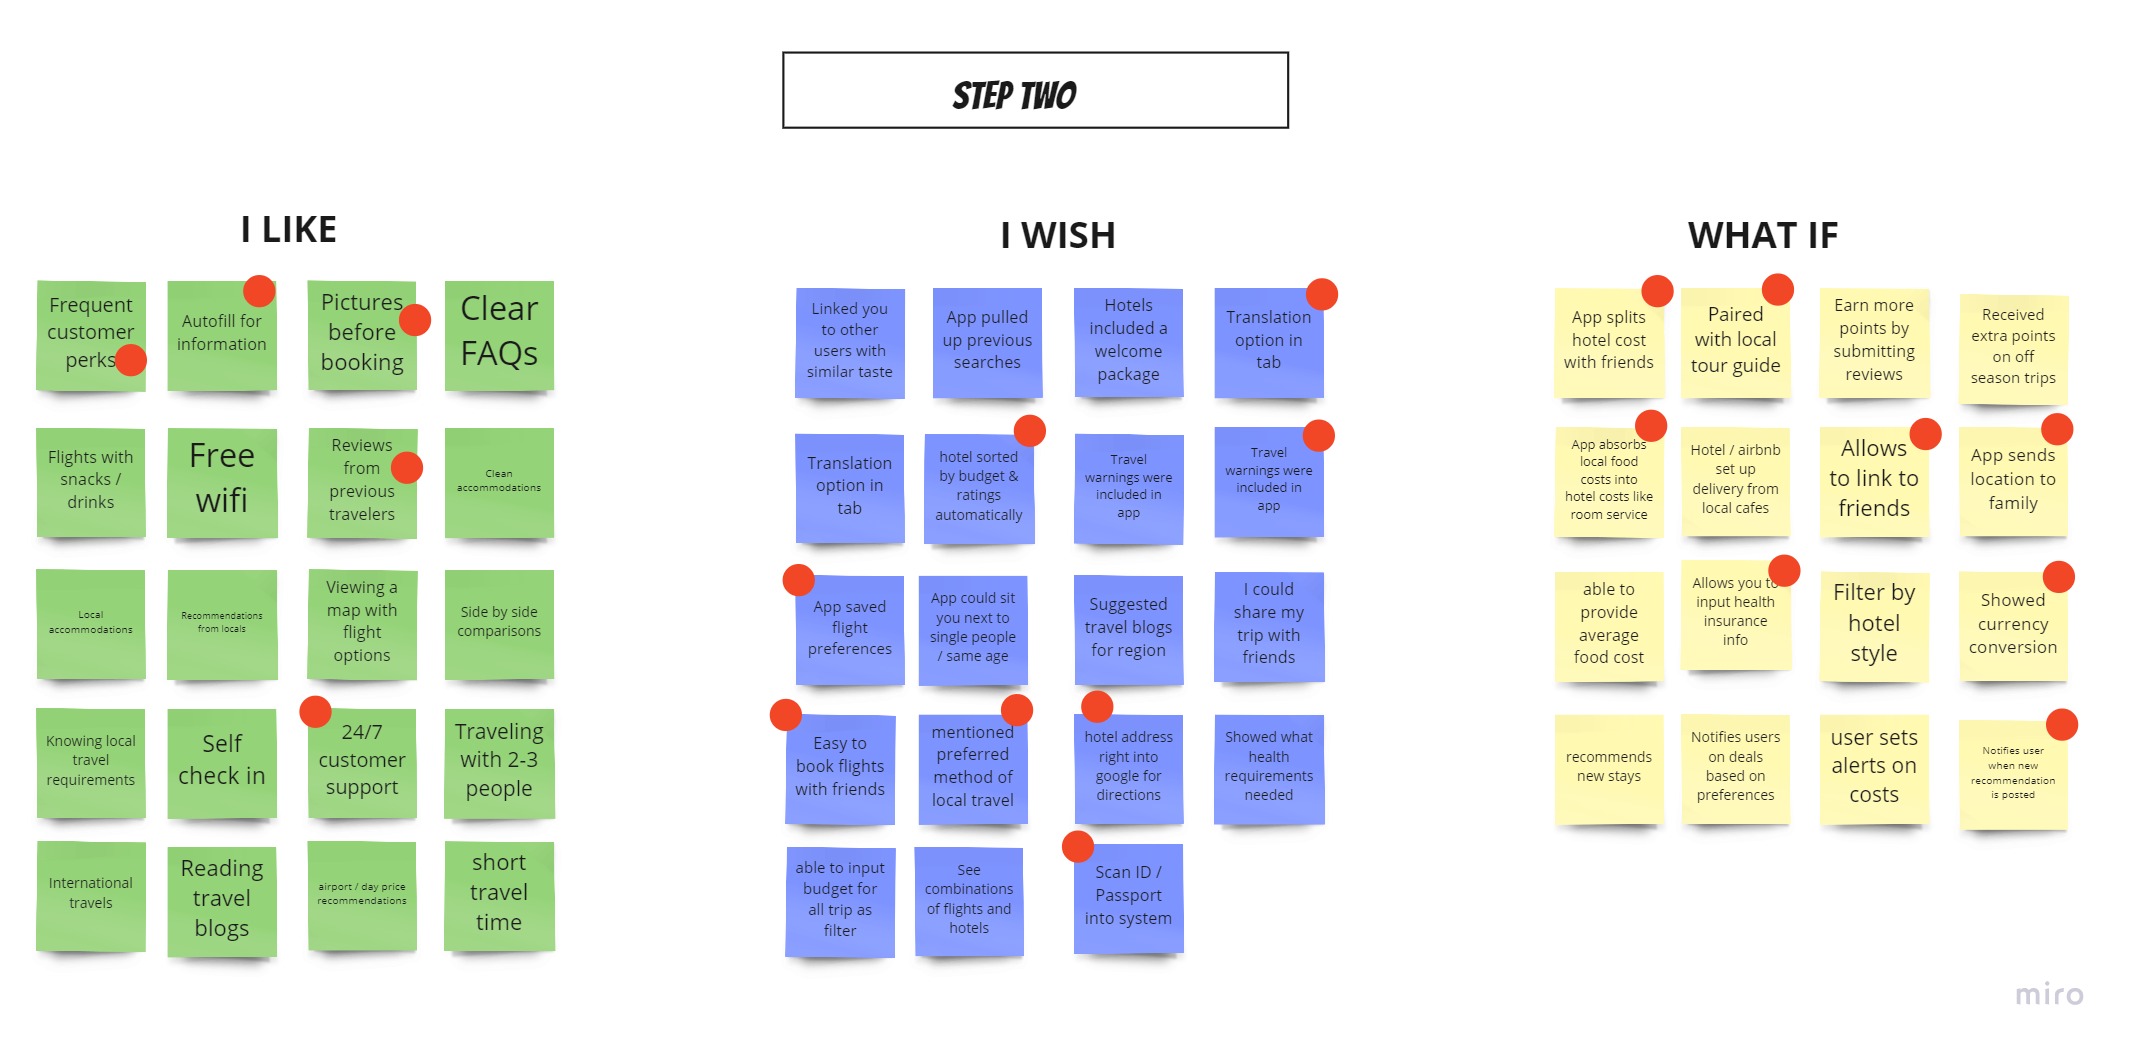 STEP TWO
I LIKE
Frequent
customer
perks
Autofill for
information
Pictures
before
booking
Clear
FAQs
Flights with
snacks /
drinks
Free
wifi
Reviews
from
previous
travelers
Clean
accommodations
Local
accommodations
Recommendations
from locals
Viewing a
map with
flight
options
Side by side
comparisons
Knowing local
travel
requirements
Self
check in
24/7
customer
support
Traveling
with 2-3
people
International
travels
Reading
travel
blogs
airport / day price
recommendations
short
travel
time
I WISH
Linked you
to other
users with
similar taste
App pulled
up previous
searches
Hotels
included a
welcome
package
Translation
option in
tab
Translation
option in
tab
hotel sorted
by budget &
ratings
automatically
Travel
warnings were
included in
app
Travel
warnings were
included in
app
App saved
flight
preferences
App could sit
you next to
single people
/ same age
Suggested
travel blogs
for region
I could
share my
trip with
friends
Easy to
book flights
with friends
mentioned
preferred
method of
local travel
hotel address
right into
google for
directions
Showed what
health
requirements
needed
able to input
budget for
all trip as
filter
See
combinations
of flights and
hotels
Scan ID /
Passport
into system
WHAT IF
App splits
hotel cost
with friends
Paired
with local
tour guide
Earn more
points by
submitting
reviews
Received
extra points
on off
season trips
App absorbs
local food
costs into
hotel costs like
room service
Hotel / airbnb
set up
delivery from
local cafes
Allows
to link to
friends
App sends
location to
family
able to
provide
average
food cost
Allows you to
input health
insurance
info
Filter by
hotel
style
Showed
currency
conversion
recommends
new stays
Notifies users
on deals
based on
preferences
user sets
alerts on
costs
Notifies user
when new
recommendation
is posted
miro